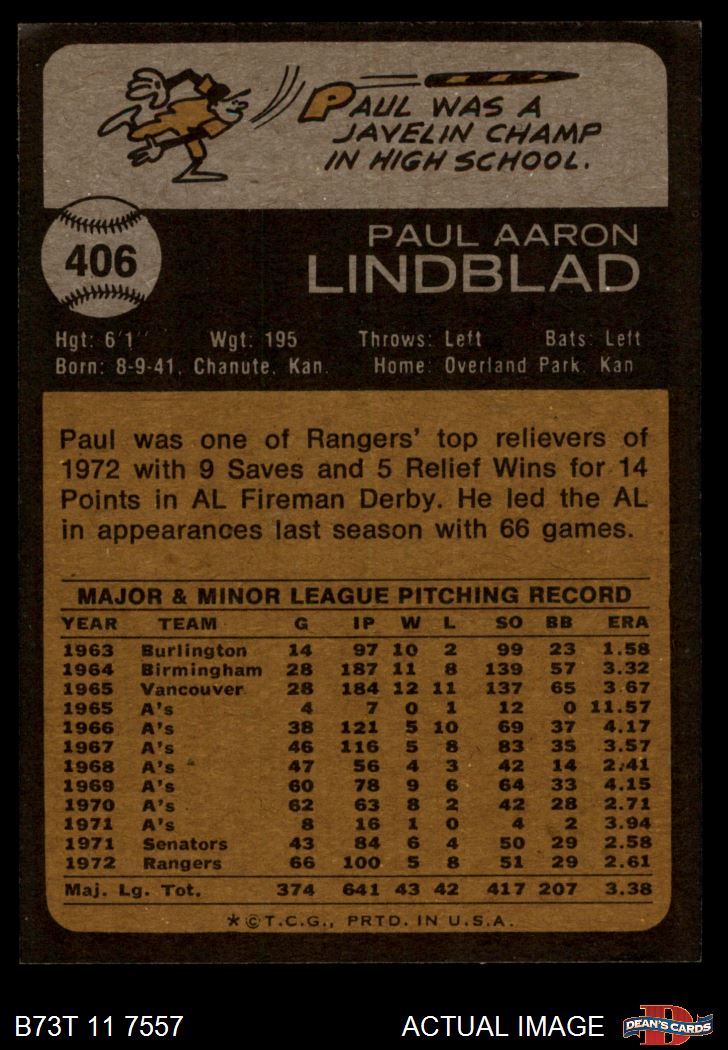 PAUL WAS A
JAVELIN CHAMP
IN HIGH SCHOOL.
406
PAUL AARON
LINDBLAD
Hgt: 6'1" Wgt: 195 Throws: Left Bats: Left
Born: 8-9-41, Chanute, Kan. Home: Overland Park, Kan
Paul was one of Rangers' top relievers of
1972 with 9 Saves and 5 Relief Wins for 14
Points in AL Fireman Derby. He led the AL
in appearances last season with 66 games.
MAJOR & MINOR LEAGUE PITCHING RECORD
YEAR TEAM G IP W L SO BB ERA
1963 Burlington 14 97 10 2 99 23 1.58
1964 Birmingham 28 187 11 8 139 57 3.32
1965 Vancouver 28 184 12 11 137 65 3.67
1965 A's 4 7 0 1 12 0 11.57
1966 A's 38 121 5 10 69 37 4.17
1967 A's 46 116 5 8 83 35 3.57
1968 A's 47 56 4 3 42 14 2.41
1969 A's 60 78 9 6 64 33 4.15
1970 A's 62 63 8 2 42 28 2.71
1971 A's 8 16 1 0 4 2 3.94
1971 Senators 43 84 6 4 50 29 2.58
1972 Rangers 66 100 5 8 51 29 2.61
Maj. Lg. Tot. 374 641 43 42 417 207 3.38
*©T.C.G., PRTD. IN U.S.A.
B73T 11 7557 ACTUAL IMAGE DEAN'S CARDS